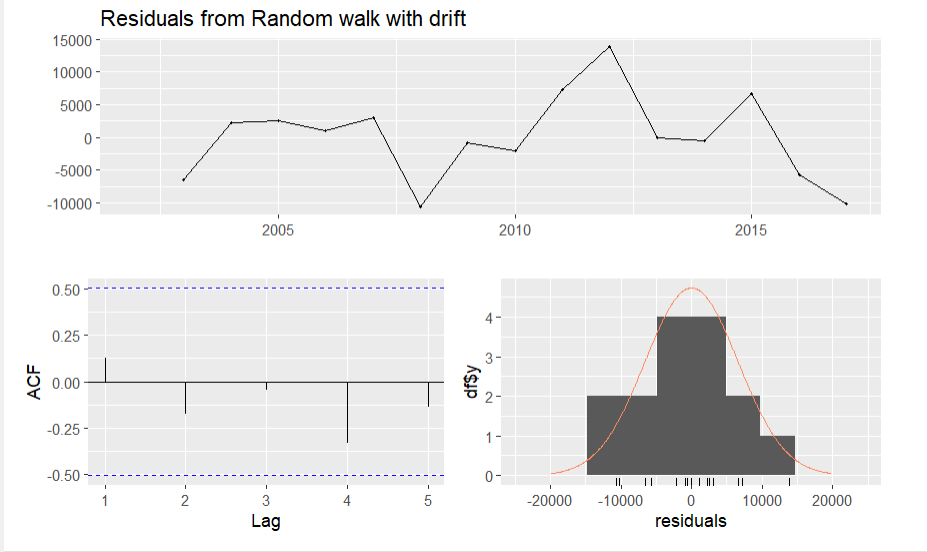 Residuals from Random walk with drift
15000
10000
5000
0
-5000
-10000
2005 2010 2015
0.50
0.25
0.00
-0.25
-0.50
ACF
1 2 3 4 5
Lag
4
3
2
1
0
df$y
-20000 -10000 0 10000 20000
residuals